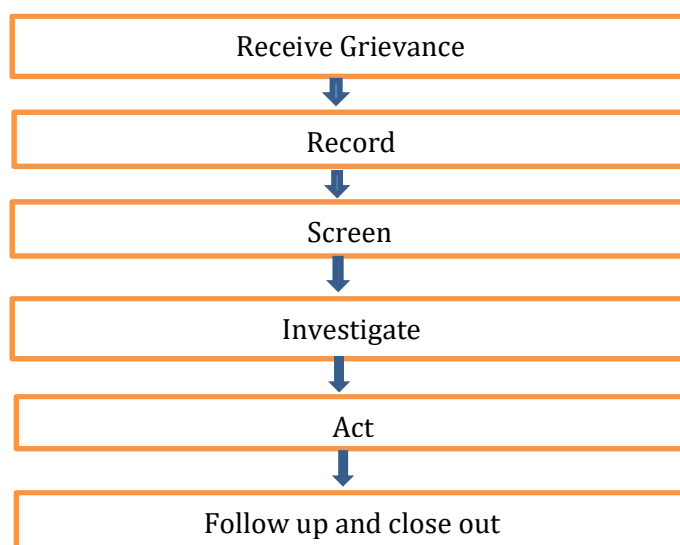 Receive Grievance
Record
Screen
Investigate
Act
Follow up and close out